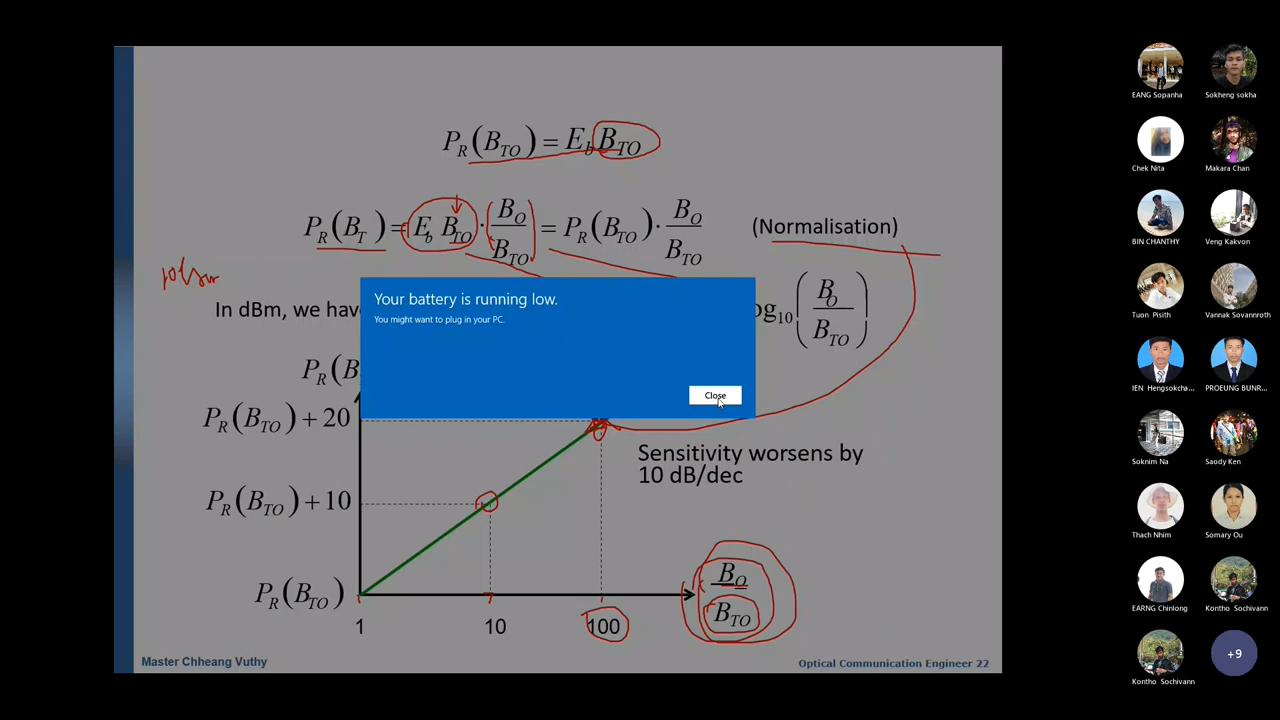 P_R(B_TO) = E_b B_TO
P_R(B_T) = E_b B_TO · B_O / B_TO = P_R(B_TO) · B_O / B_TO (Normalisation)
In dBm, we hav
og_10 (B_O / B_TO)
Your battery is running low.
You might want to plug in your PC.
Close
P_R(B
P_R(B_TO) + 20
Sensitivity worsens by
10 dB/dec
P_R(B_TO) + 10
P_R(B_TO)
B_O / B_TO
1 10 100
Master Chheang Vuthy
Optical Communication Engineer 22
EANG Sopanha
Sokheng sokha
Chek Nita
Makara Chan
BIN CHANTHY
Veng Kakvon
Tuon Pisith
Vannak Sovannroth
IEN Hengsokcha...
PROEUNG BUNR...
Soknim Na
Saody Ken
Thach Nhim
Somary Ou
EARNG Chinlong
Kontho Sochivann
Kontho Sochivann
+9